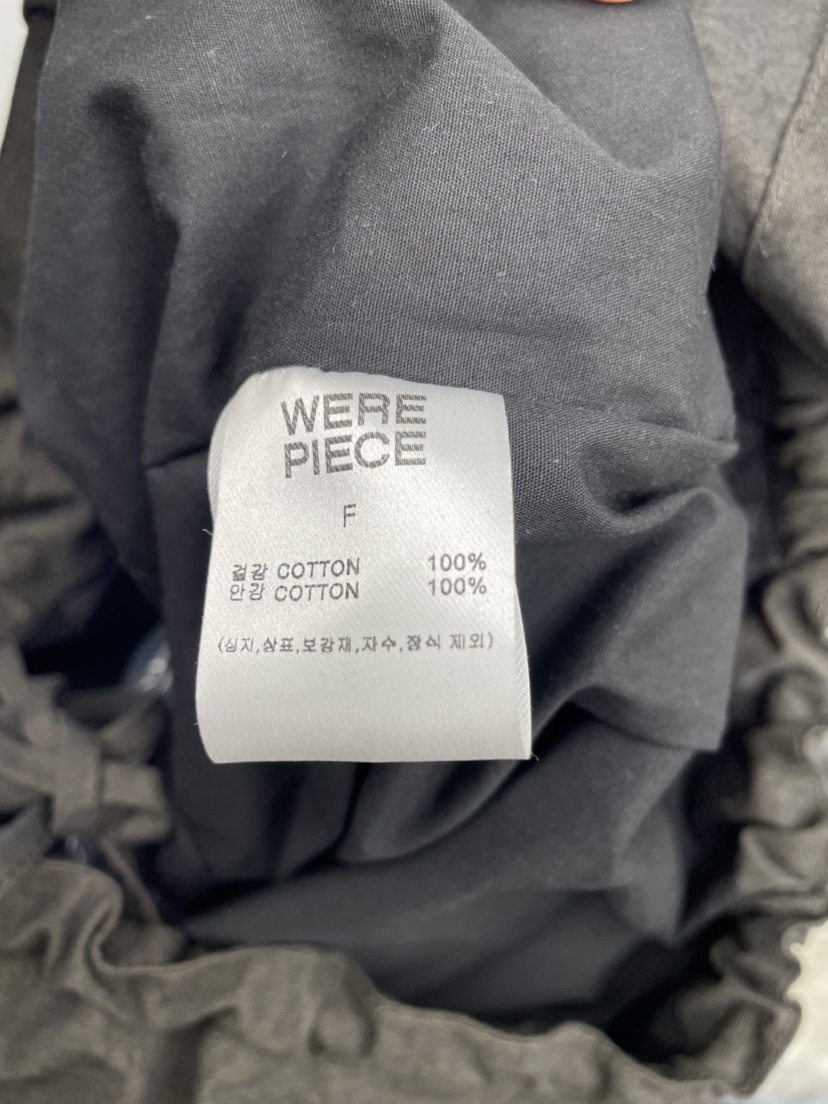 WERE
PIECE
F
겉감 COTTON 100%
안감 COTTON 100%
(심지,상표,보강재,자수,장식 제외)